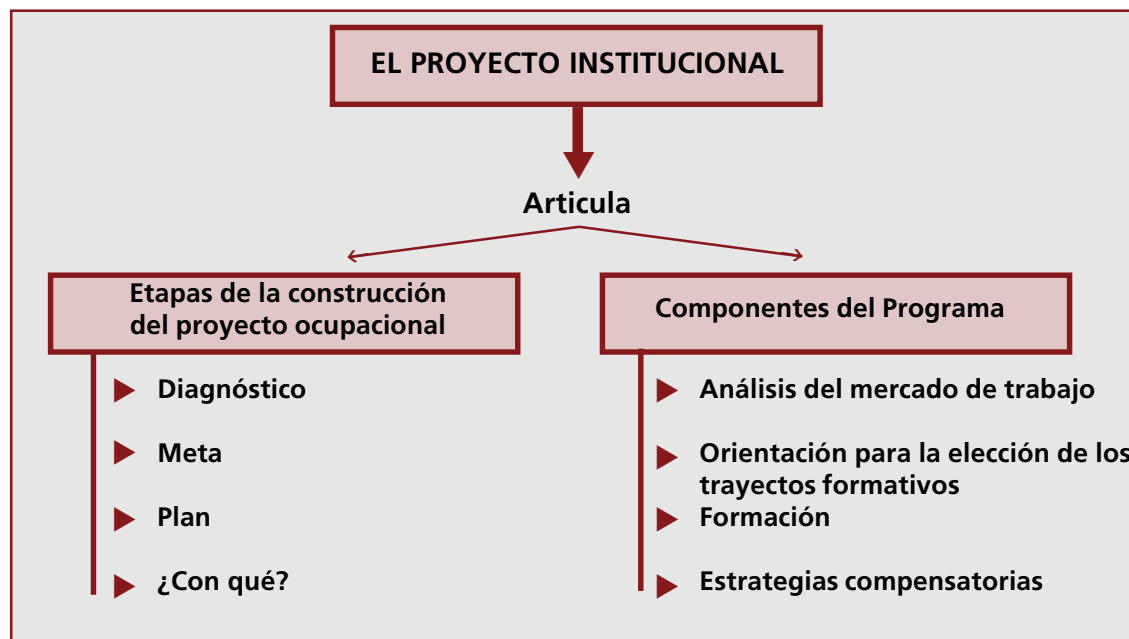 EL PROYECTO INSTITUCIONAL
Articula
Etapas de la construcción
del proyecto ocupacional
Diagnóstico
Meta
Plan
¿Con qué?
Componentes del Programa
Análisis del mercado de trabajo
Orientación para la elección de los
trayectos formativos
Formación
Estrategias compensatorias